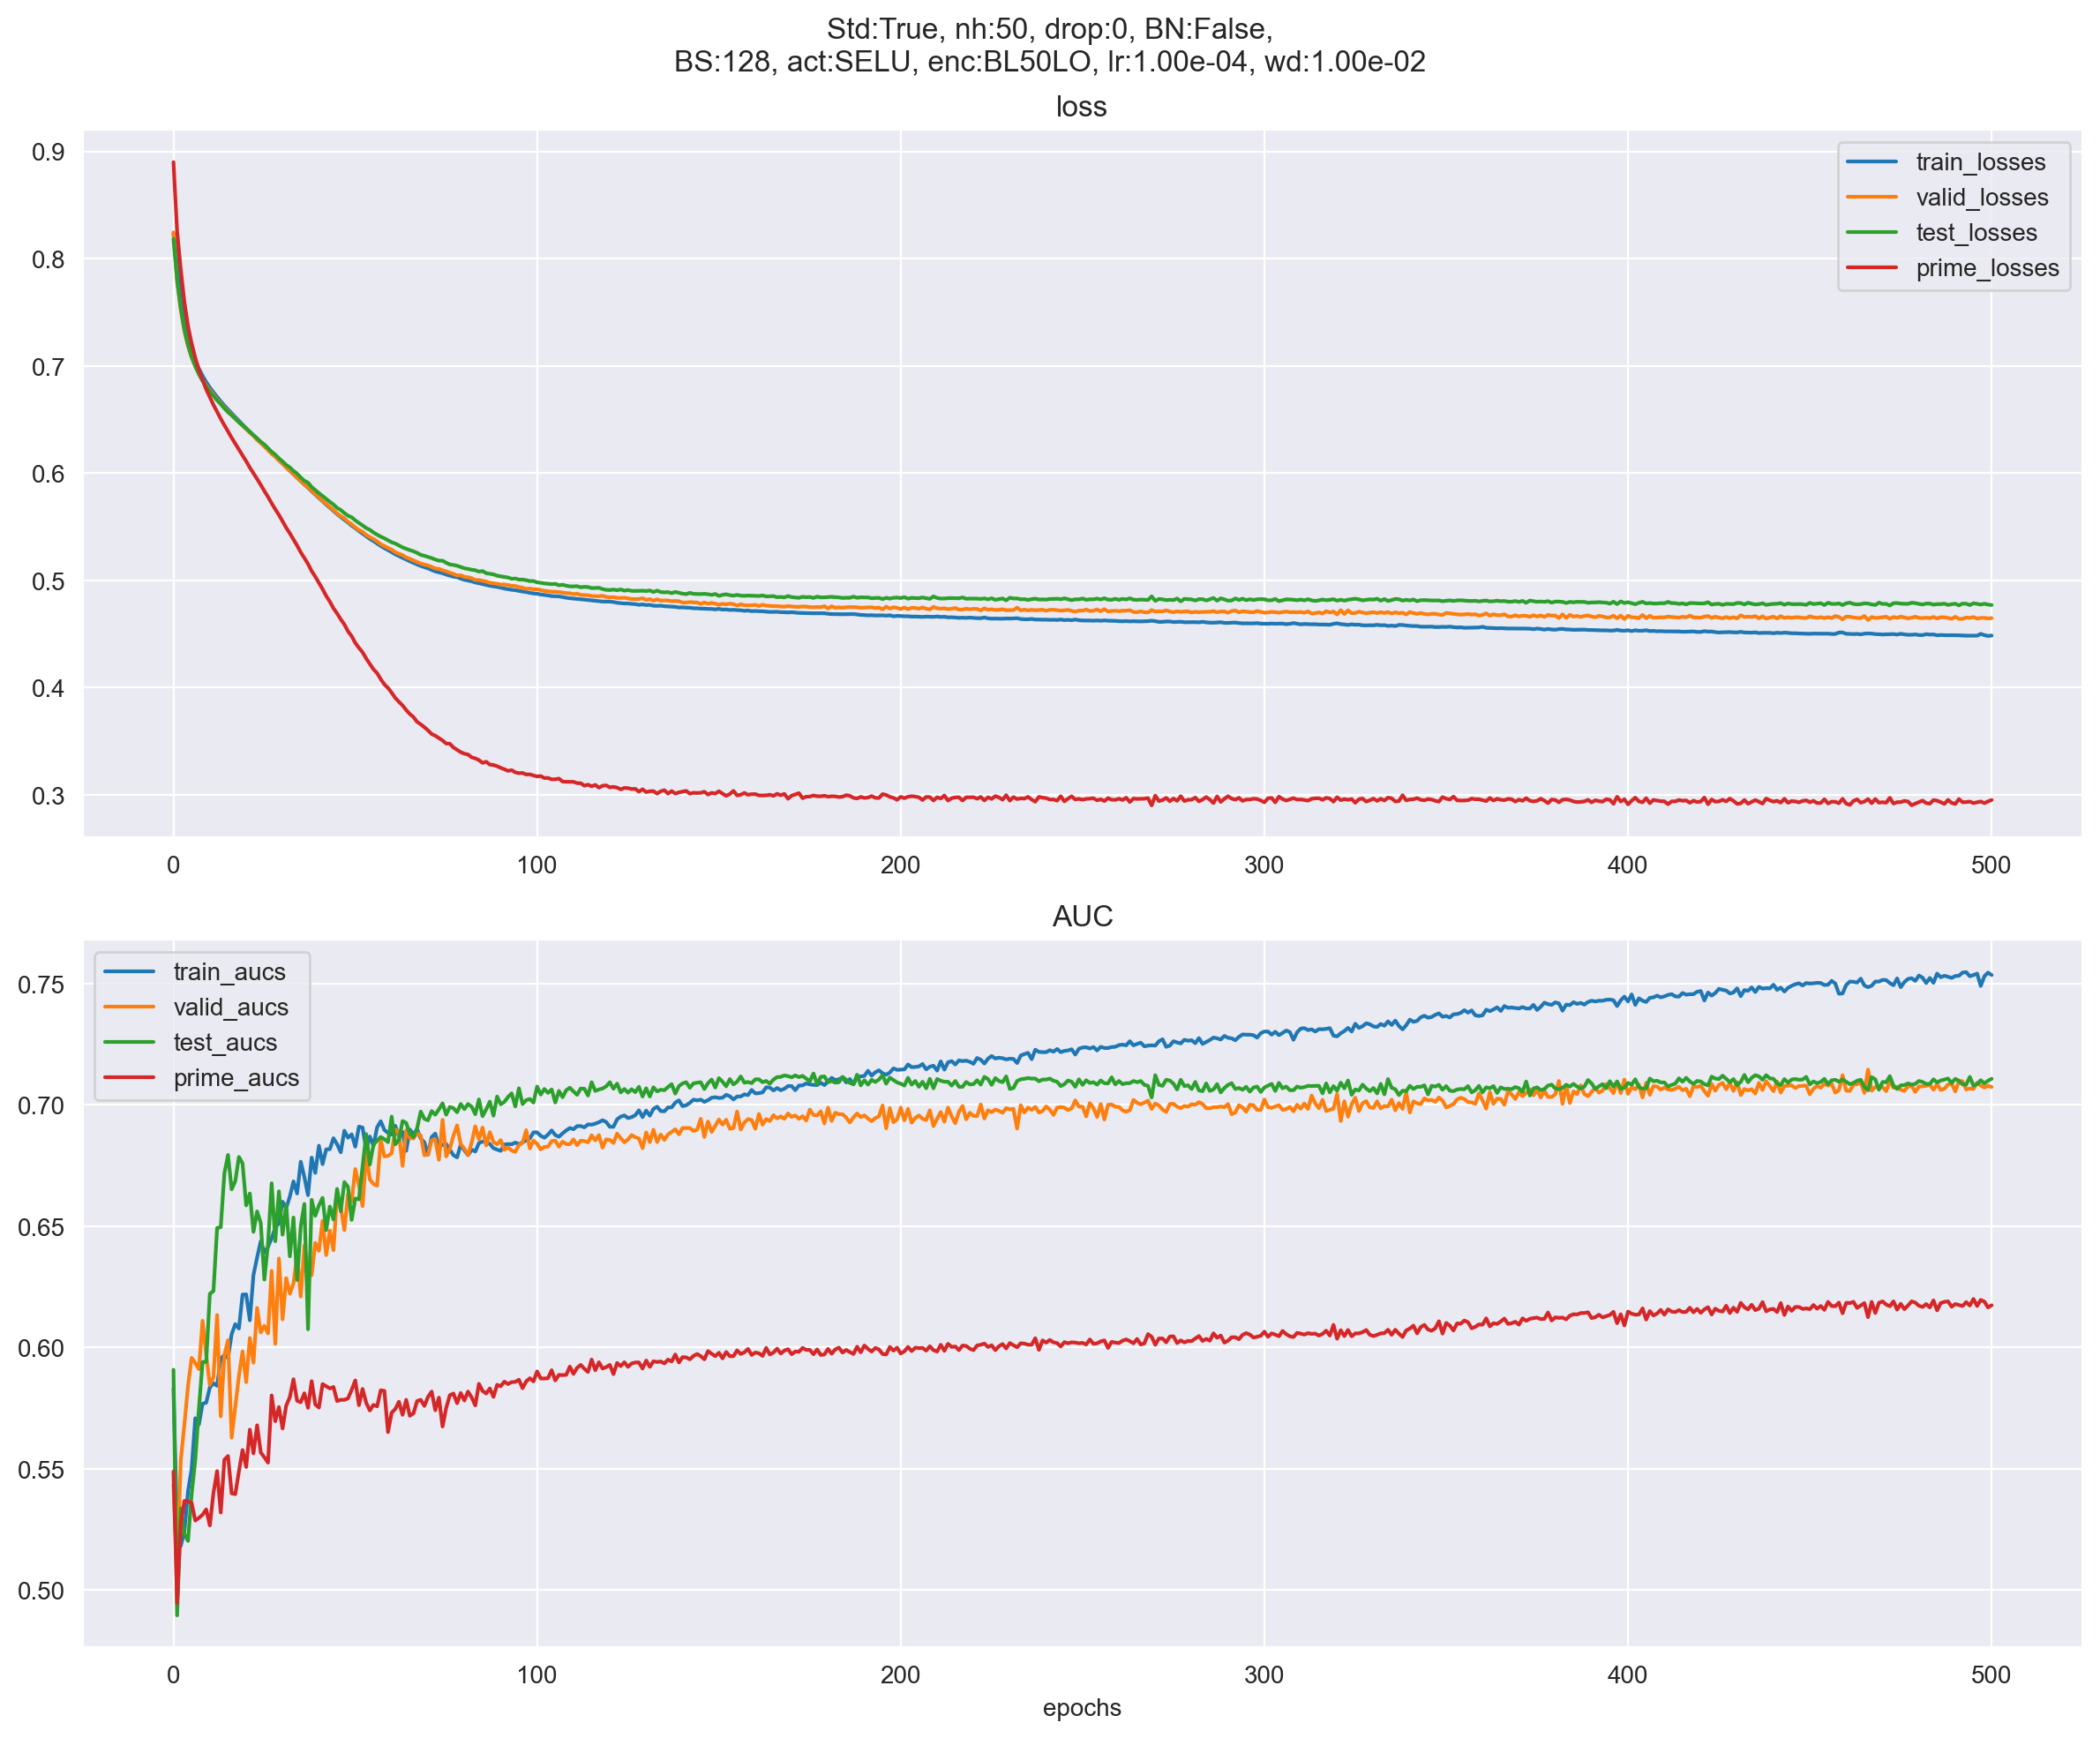 Std:True, nh:50, drop:0, BN:False,
BS:128, act:SELU, enc:BL50LO, lr:1.00e-04, wd:1.00e-02
loss
0.9
0.8
0.7
0.6
0.5
0.4
0.3
train_losses
valid_losses
test_losses
prime_losses
0 100 200 300 400 500
AUC
0.75
0.70
0.65
0.60
0.55
0.50
train_aucs
valid_aucs
test_aucs
prime_aucs
0 100 200 300 400 500
epochs